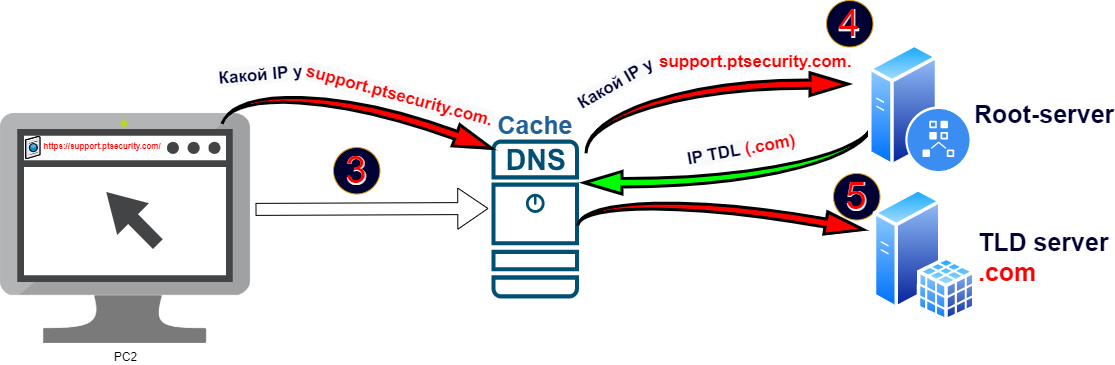 4
Какой IP у support.ptsecurity.com.
Какой IP у support.ptsecurity.com.
Root-server
Cache
DNS
https://support.ptsecurity.com/
IP TDL (.com)
3
5
TLD server
.com
PC2